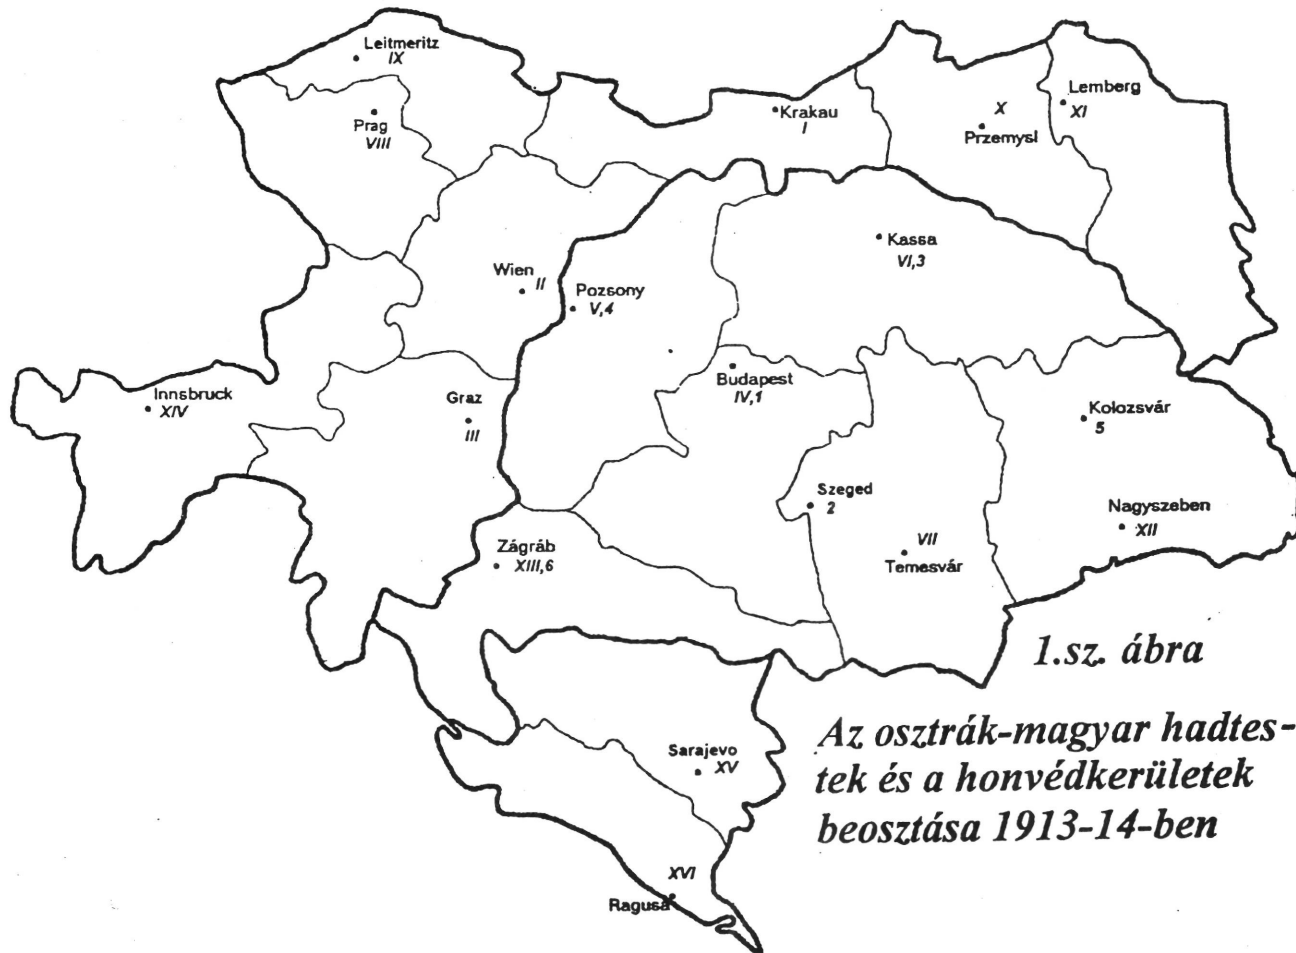 Leitmeritz
IX
Prag
VIII
Krakau
I
X
Przemysl
Lemberg
XI
Kassa
VI,3
Wien
II
Pozsony
V,4
Innsbruck
XIV
Graz
III
Budapest
IV,1
Kolozsvár
5
Szeged
2
Nagyszeben
XII
Zágráb
XIII,6
VII
Temesvár
1.sz. ábra
Az osztrák-magyar hadtes-
tek és a honvédkerületek
beosztása 1913-14-ben
Sarajevo
XV
XVI
Ragusa